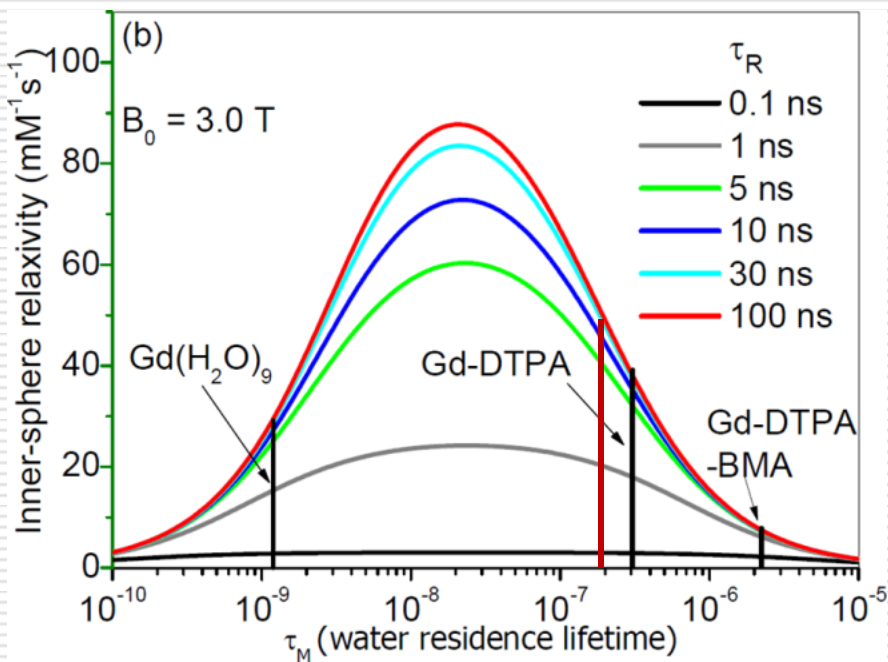 (b)
B₀ = 3.0 T
τ_R
0.1 ns
1 ns
5 ns
10 ns
30 ns
100 ns
Gd(H₂O)₉
Gd-DTPA
Gd-DTPA
-BMA
Inner-sphere relaxivity (mM⁻¹s⁻¹)
100
80
60
40
20
0
10⁻¹⁰
10⁻⁹
10⁻⁸
10⁻⁷
10⁻⁶
10⁻⁵
τ_M (water residence lifetime)